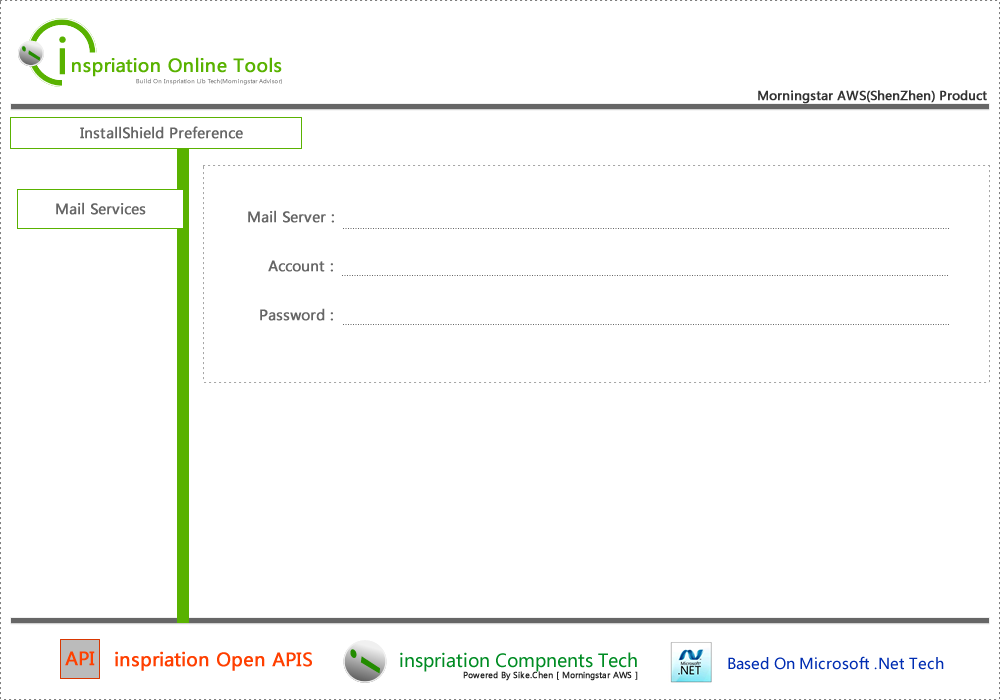 inspriation Online Tools
Build On Inspriation Lib Tech(Morningstar Advisor)
Morningstar AWS(ShenZhen) Product
InstallShield Preference
Mail Services
Mail Server :
Account :
Password :
API inspriation Open APIS
inspriation Compnents Tech
Powered By Sike.Chen [ Morningstar AWS ]
Microsoft
.NET
Based On Microsoft .Net Tech